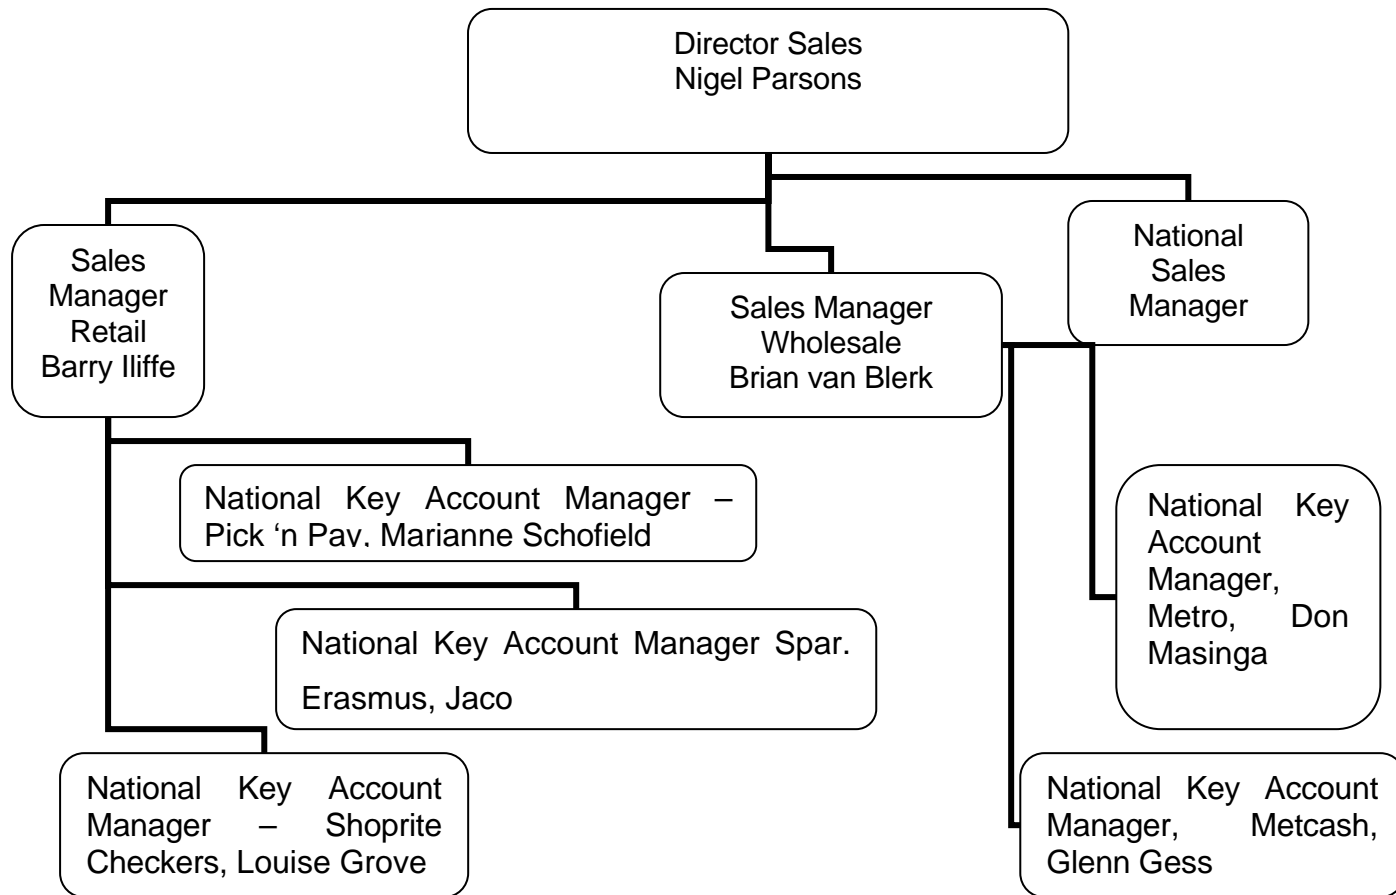 Director Sales
Nigel Parsons
Sales
Manager
Retail
Barry Iliffe
Sales Manager
Wholesale
Brian van Blerk
National
Sales
Manager
National Key Account Manager –
Pick ‘n Pay, Marianne Schofield
National Key Account Manager Spar.
Erasmus, Jaco
National Key Account
Manager – Shoprite
Checkers, Louise Grove
National Key
Account
Manager,
Metro, Don
Masinga
National Key Account
Manager, Metcash,
Glenn Gess